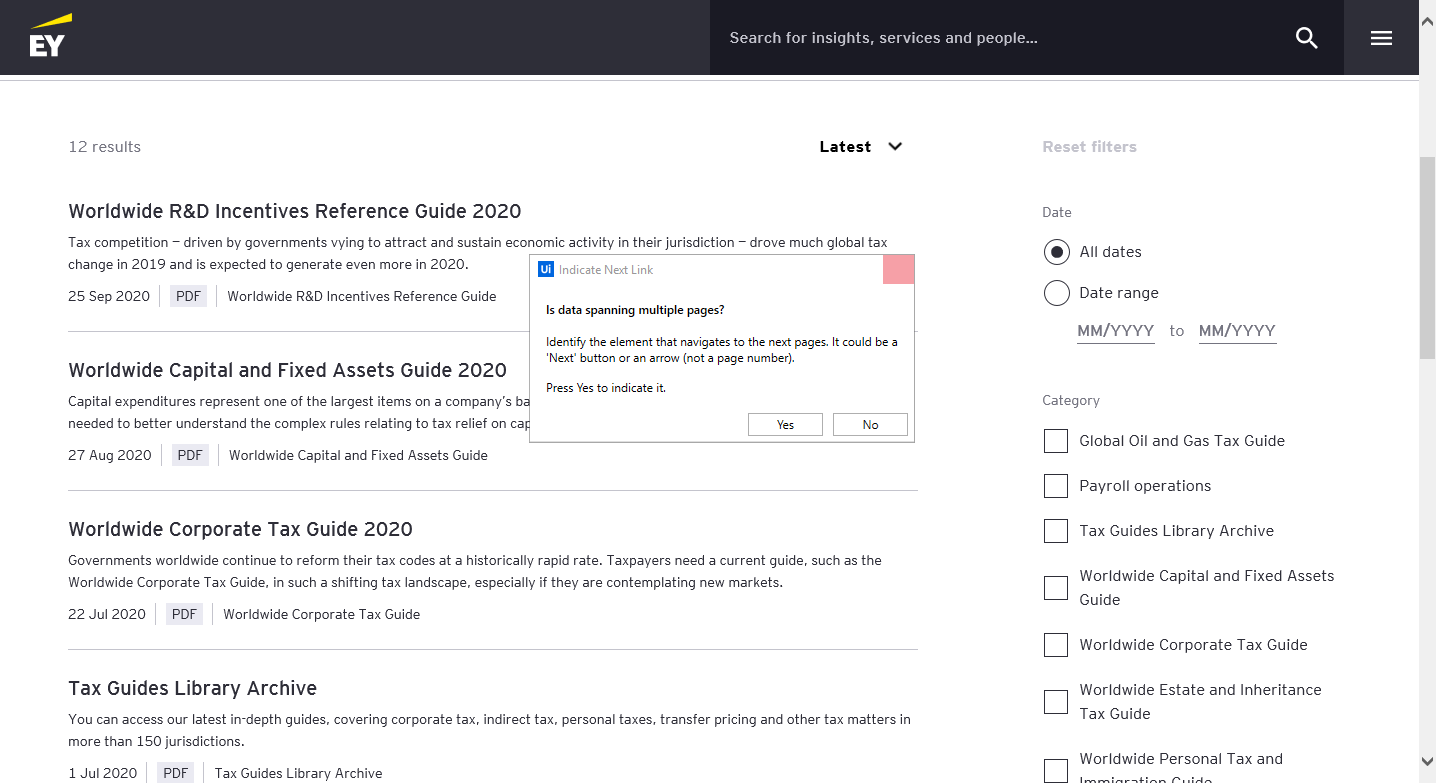 EY
Search for insights, services and people...
12 results
Latest
Reset filters
Worldwide R&D Incentives Reference Guide 2020
Tax competition – driven by governments vying to attract and sustain economic activity in their jurisdiction – drove much global tax
change in 2019 and is expected to generate even more in 2020.
25 Sep 2020 PDF Worldwide R&D Incentives Reference Guide
Worldwide Capital and Fixed Assets Guide 2020
Capital expenditures represent one of the largest items on a company's ba
needed to better understand the complex rules relating to tax relief on cap
27 Aug 2020 PDF Worldwide Capital and Fixed Assets Guide
Ui Indicate Next Link
Is data spanning multiple pages?
Identify the element that navigates to the next pages. It could be a
'Next' button or an arrow (not a page number).
Press Yes to indicate it.
Yes No
Worldwide Corporate Tax Guide 2020
Governments worldwide continue to reform their tax codes at a historically rapid rate. Taxpayers need a current guide, such as the
Worldwide Corporate Tax Guide, in such a shifting tax landscape, especially if they are contemplating new markets.
22 Jul 2020 PDF Worldwide Corporate Tax Guide
Tax Guides Library Archive
You can access our latest in-depth guides, covering corporate tax, indirect tax, personal taxes, transfer pricing and other tax matters in
more than 150 jurisdictions.
1 Jul 2020 PDF Tax Guides Library Archive
Date
All dates
Date range
MM/YYYY to MM/YYYY
Category
Global Oil and Gas Tax Guide
Payroll operations
Tax Guides Library Archive
Worldwide Capital and Fixed Assets
Guide
Worldwide Corporate Tax Guide
Worldwide Estate and Inheritance
Tax Guide
Worldwide Personal Tax and
Immigration Guide